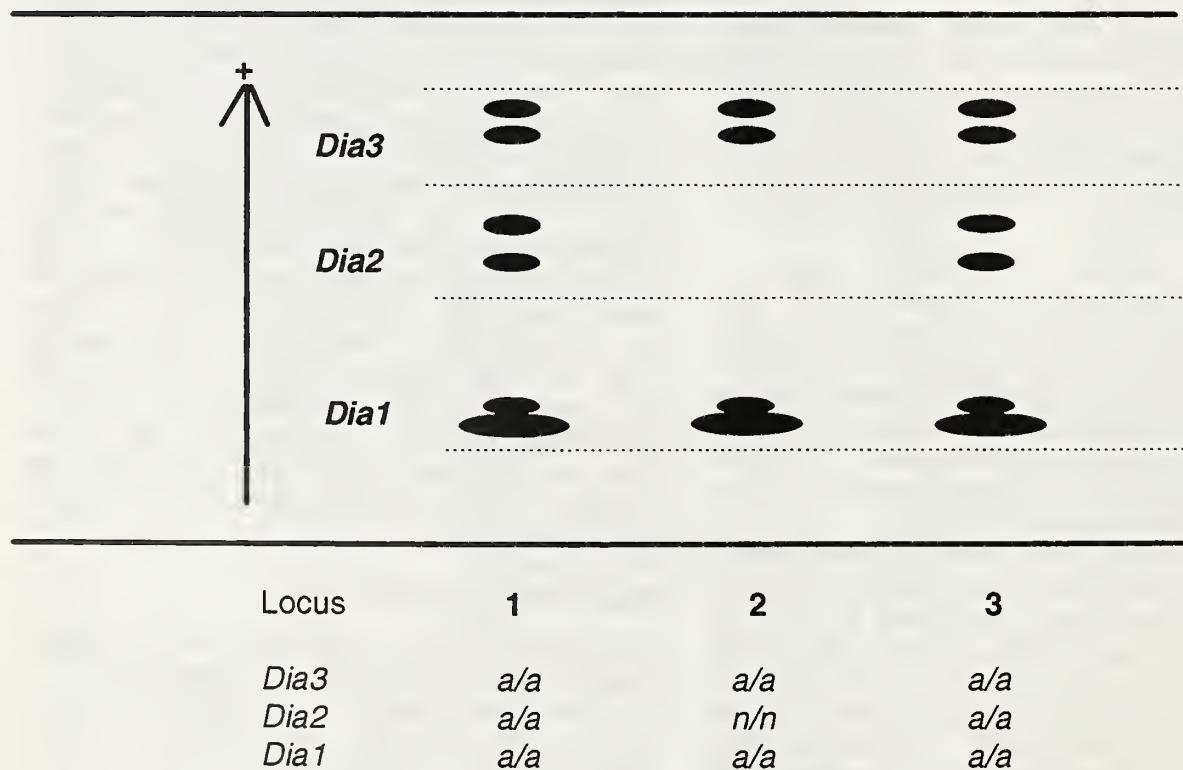 +
Dia3
Dia2
Dia1
Locus 1 2 3
Dia3 a/a a/a a/a
Dia2 a/a n/n a/a
Dia1 a/a a/a a/a